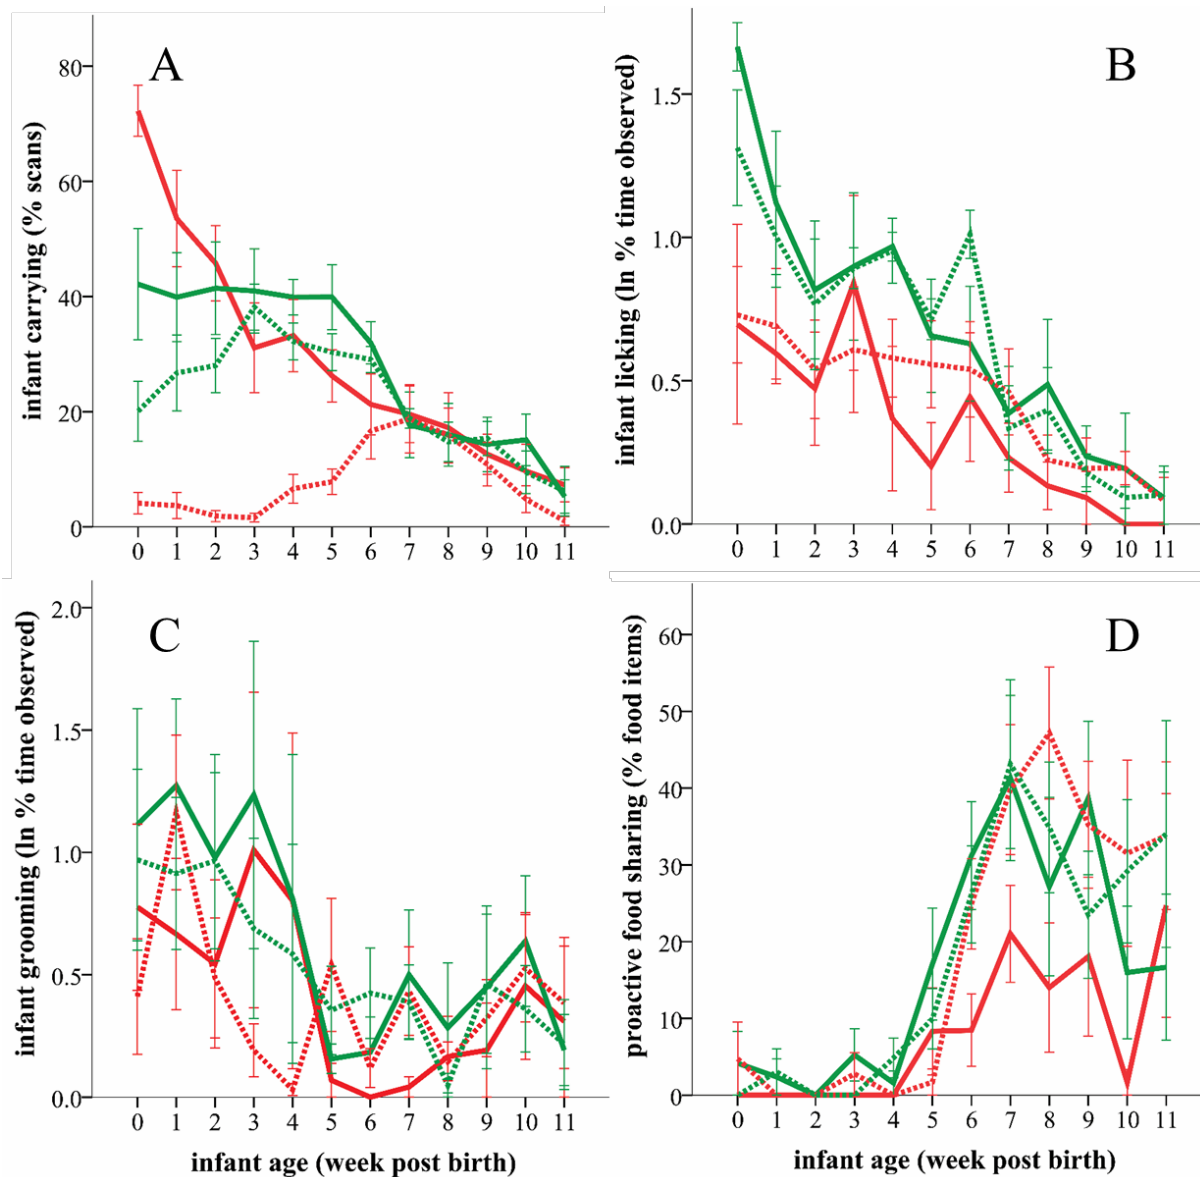 A
infant carrying (% scans)
80
60
40
20
0
0 1 2 3 4 5 6 7 8 9 10 11
B
infant licking (ln % time observed)
1.5
1.0
0.5
0.0
0 1 2 3 4 5 6 7 8 9 10 11
C
infant grooming (ln % time observed)
2.0
1.5
1.0
0.5
0.0
0 1 2 3 4 5 6 7 8 9 10 11
infant age (week post birth)
D
proactive food sharing (% food items)
60
50
40
30
20
10
0
0 1 2 3 4 5 6 7 8 9 10 11
infant age (week post birth)